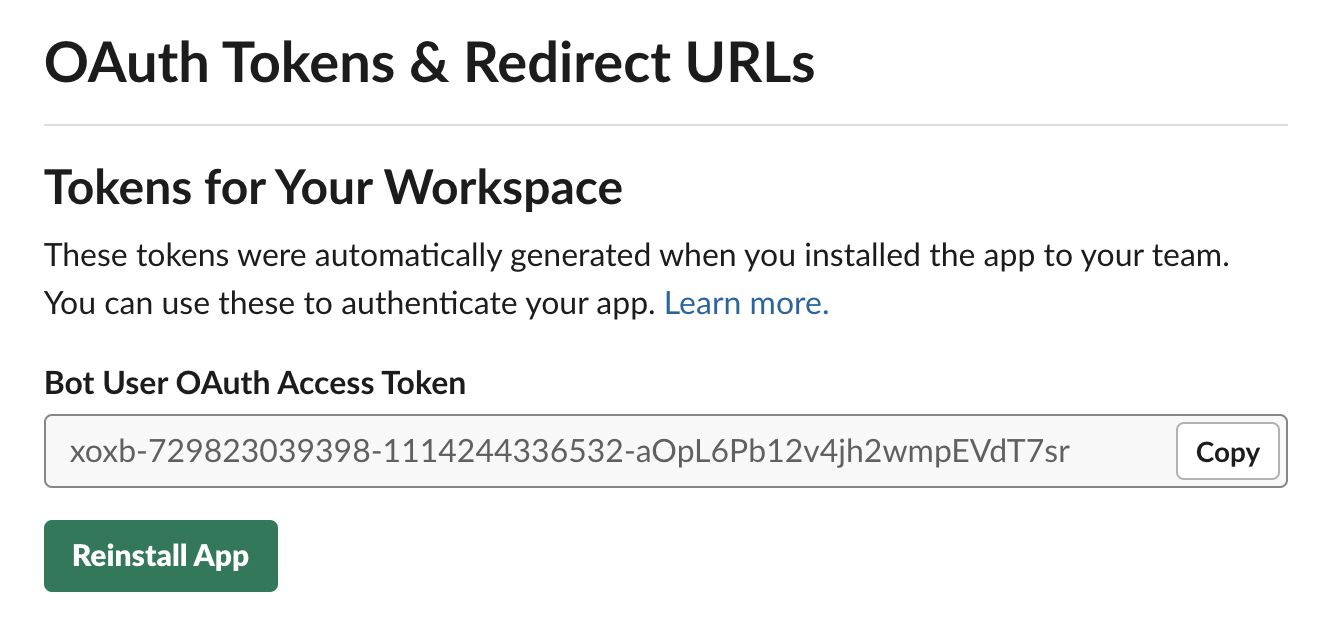 OAuth Tokens & Redirect URLs
Tokens for Your Workspace
These tokens were automatically generated when you installed the app to your team.
You can use these to authenticate your app. Learn more.
Bot User OAuth Access Token
xoxb-729823039398-1114244336532-aOpL6Pb12v4jh2wmpEVdT7sr
Copy
Reinstall App